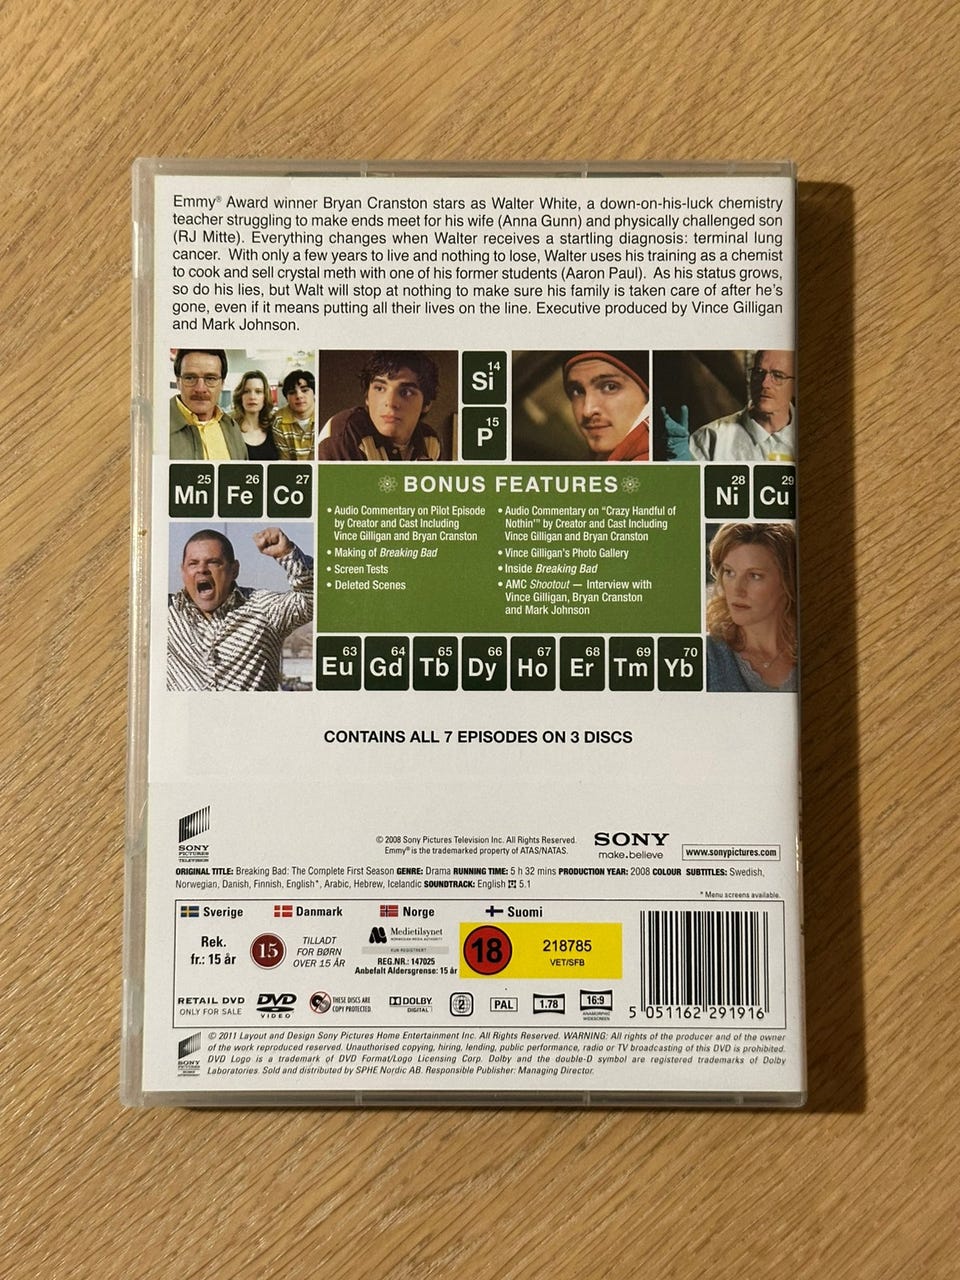 Emmy® Award winner Bryan Cranston stars as Walter White, a down-on-his-luck chemistry
teacher struggling to make ends meet for his wife (Anna Gunn) and physically challenged son
(RJ Mitte). Everything changes when Walter receives a startling diagnosis: terminal lung
cancer. With only a few years to live and nothing to lose, Walter uses his training as a chemist
to cook and sell crystal meth with one of his former students (Aaron Paul). As his status grows,
so do his lies, but Walt will stop at nothing to make sure his family is taken care of after he's
gone, even if it means putting all their lives on the line. Executive produced by Vince Gilligan
and Mark Johnson.
14
Si
15
P
25
Mn
26
Fe
27
Co
28
Ni
29
Cu
BONUS FEATURES
• Audio Commentary on Pilot Episode
by Creator and Cast Including
Vince Gilligan and Bryan Cranston
• Making of Breaking Bad
• Screen Tests
• Deleted Scenes
• Audio Commentary on "Crazy Handful of
Nothin'" by Creator and Cast Including
Vince Gilligan and Bryan Cranston
• Vince Gilligan's Photo Gallery
• Inside Breaking Bad
• AMC Shootout — Interview with
Vince Gilligan, Bryan Cranston
and Mark Johnson
63
Eu
64
Gd
65
Tb
66
Dy
67
Ho
68
Er
69
Tm
70
Yb
CONTAINS ALL 7 EPISODES ON 3 DISCS
SONY
PICTURES
TELEVISION
© 2008 Sony Pictures Television Inc. All Rights Reserved.
Emmy® is the trademarked property of ATAS/NATAS.
SONY
make.believe
www.sonypictures.com
ORIGINAL TITLE: Breaking Bad: The Complete First Season GENRE: Drama RUNNING TIME: 5 h 32 mins PRODUCTION YEAR: 2008 COLOUR SUBTITLES: Swedish,
Norwegian, Danish, Finnish, English*, Arabic, Hebrew, Icelandic SOUNDTRACK: English 5.1
* Menu screens available.
Sverige
Danmark
Norge
Suomi
Rek.
fr.: 15 år
15
TILLADT
FOR BØRN
OVER 15 ÅR
Medietilsynet
NORWEGIAN MEDIA AUTHORITY
KUN REGISTRERT
REG.NR.: 147025
Anbefalt Aldersgrense: 15 år
18
218785
VET/SFB
RETAIL DVD
ONLY FOR SALE
DVD
VIDEO
THESE DISCS ARE
COPY PROTECTED.
DOLBY
DIGITAL
2
PAL
1.78
16:9
ANAMORPHIC
WIDESCREEN
5 051162 291916
SONY
PICTURES
© 2011 Layout and Design Sony Pictures Home Entertainment Inc. All Rights Reserved. WARNING: All rights of the producer and of the owner
of the work reproduced reserved. Unauthorised copying, hiring, lending, public performance, radio or TV broadcasting of this DVD is prohibited.
DVD Logo is a trademark of DVD Format/Logo Licensing Corp. Dolby and the double-D symbol are registered trademarks of Dolby
Laboratories. Sold and distributed by SPHE Nordic AB. Responsible Publisher: Managing Director.